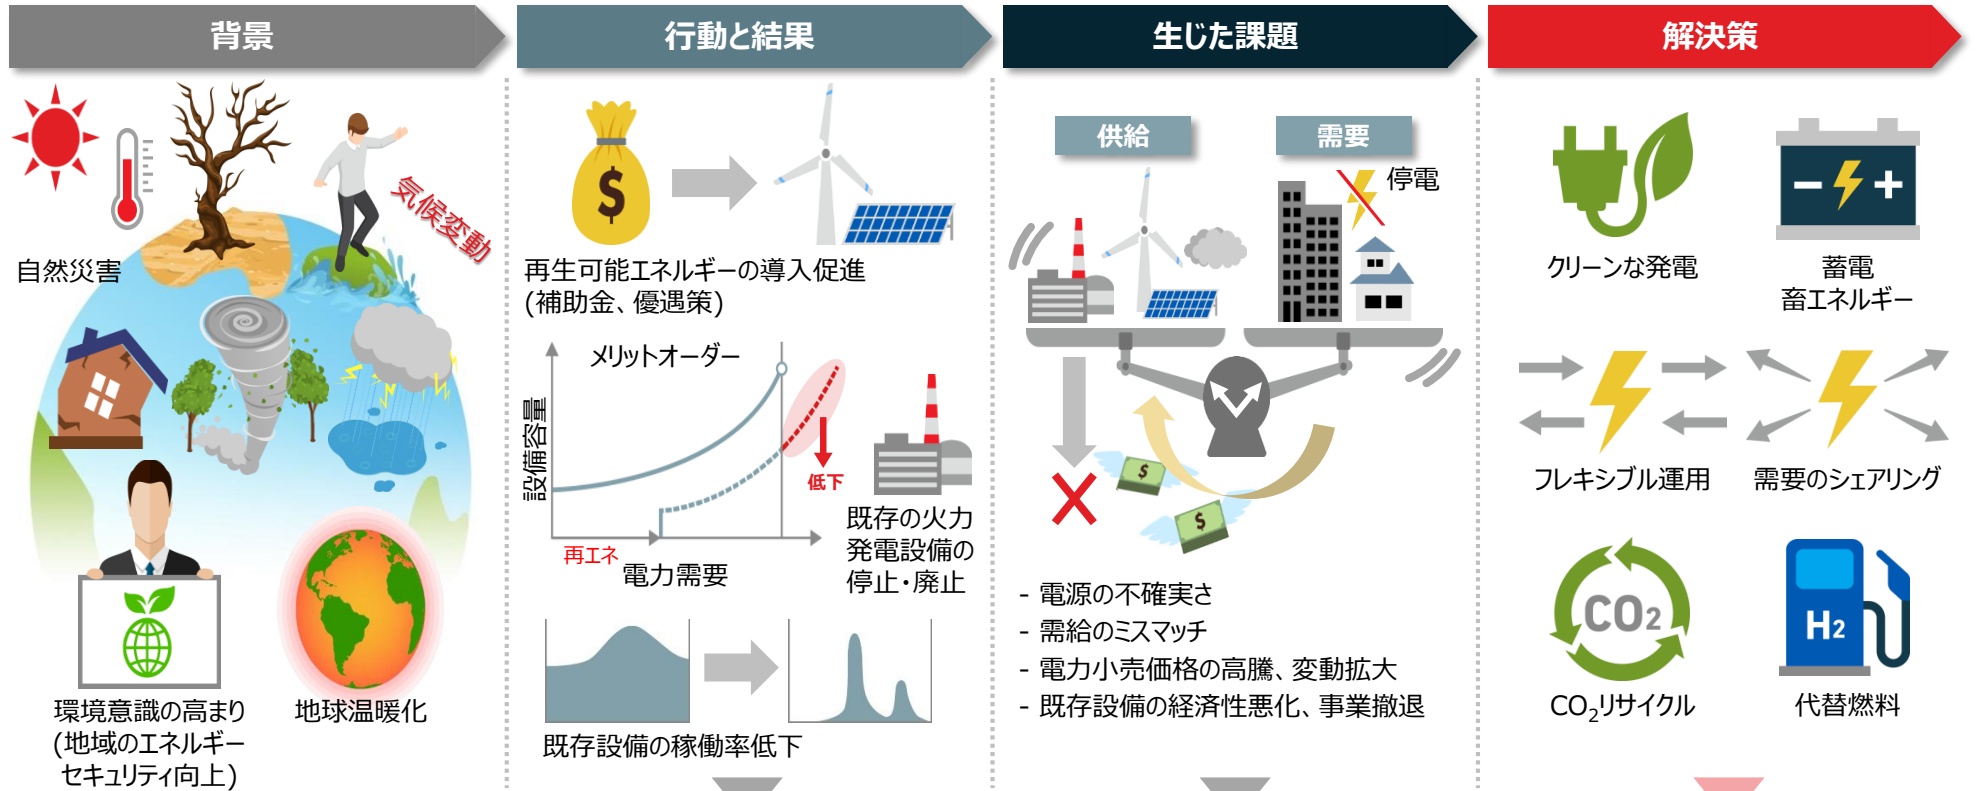 背景
自然災害
気候変動
環境意識の高まり
(地域のエネルギー
セキュリティ向上)
地球温暖化
行動と結果
$
再生可能エネルギーの導入促進
(補助金、優遇策)
メリットオーダー
設備容量
低下
再エネ
電力需要
既存の火力
発電設備の
停止・廃止
既存設備の稼働率低下
生じた課題
供給
需要
停電
$
$
- 電源の不確実さ
- 需給のミスマッチ
- 電力小売価格の高騰、変動拡大
- 既存設備の経済性悪化、事業撤退
解決策
クリーンな発電
- +
蓄電
畜エネルギー
フレキシブル運用
需要のシェアリング
CO2
CO2リサイクル
H2
代替燃料